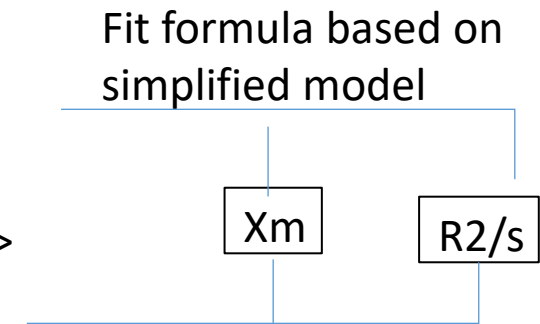 Fit formula based on
simplified model
Xm
R2/s
>